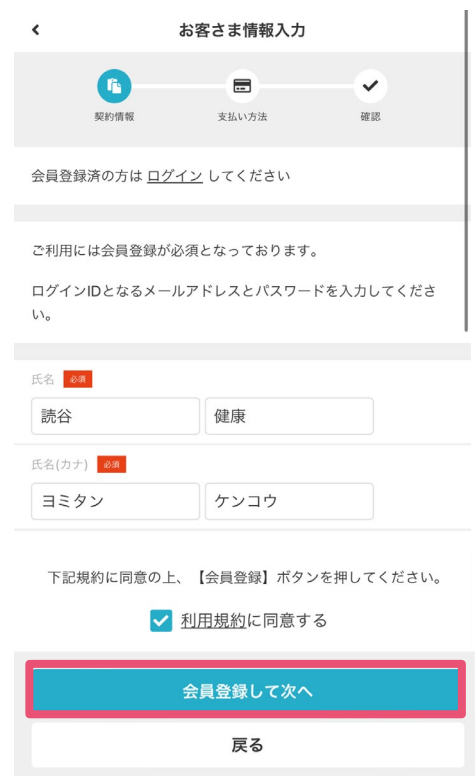 お客さま情報入力
契約情報
支払い方法
確認
会員登録済の方は ログイン してください
ご利用には会員登録が必須となっております。
ログインIDとなるメールアドレスとパスワードを入力してくださ
い。
氏名 必須
読谷 健康
氏名(カナ) 必須
ヨミタン ケンコウ
下記規約に同意の上、【会員登録】ボタンを押してください。
利用規約に同意する
会員登録して次へ
戻る